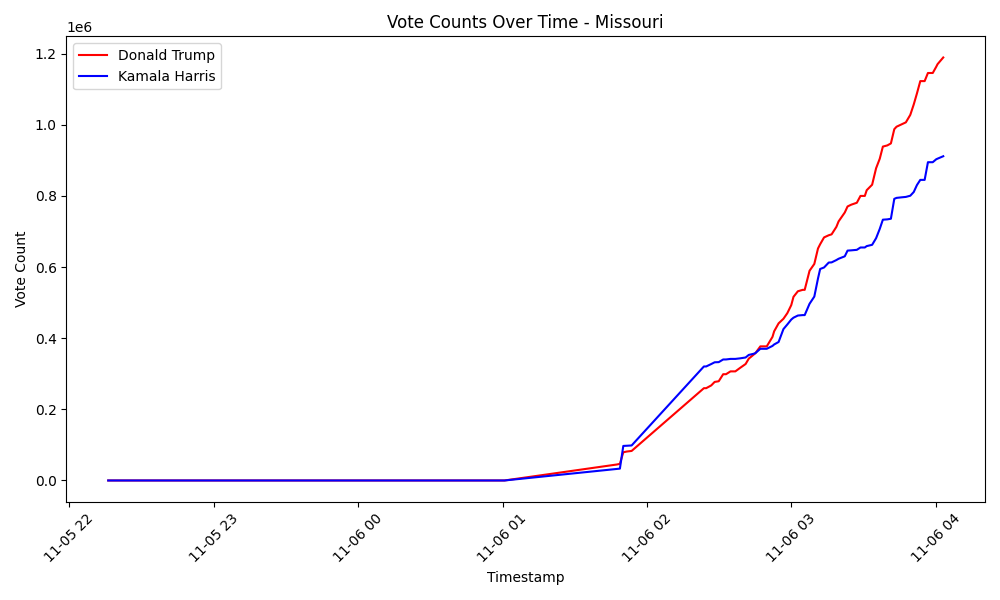 Vote Counts Over Time - Missouri
1e6
Donald Trump
Kamala Harris
1.2
1.0
0.8
0.6
0.4
0.2
0.0
Vote Count
11-05 22
11-05 23
11-06 00
11-06 01
11-06 02
11-06 03
11-06 04
Timestamp